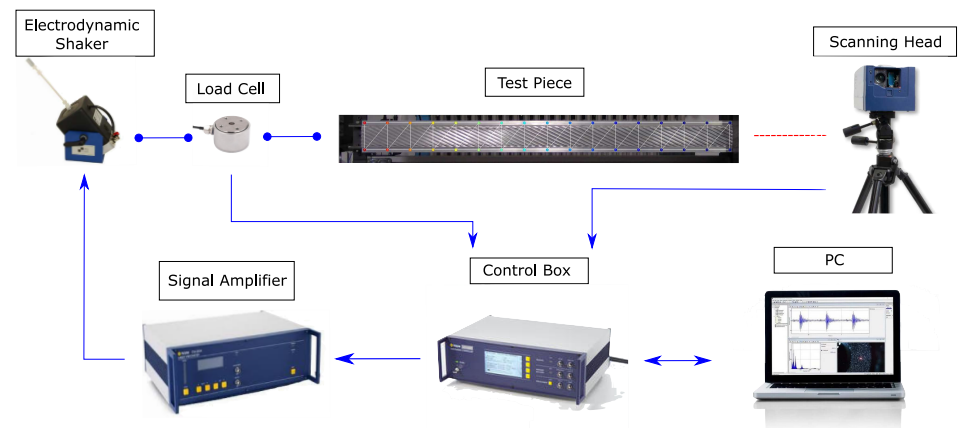 Electrodynamic
Shaker
Load Cell
Test Piece
Scanning Head
Signal Amplifier
Control Box
PC